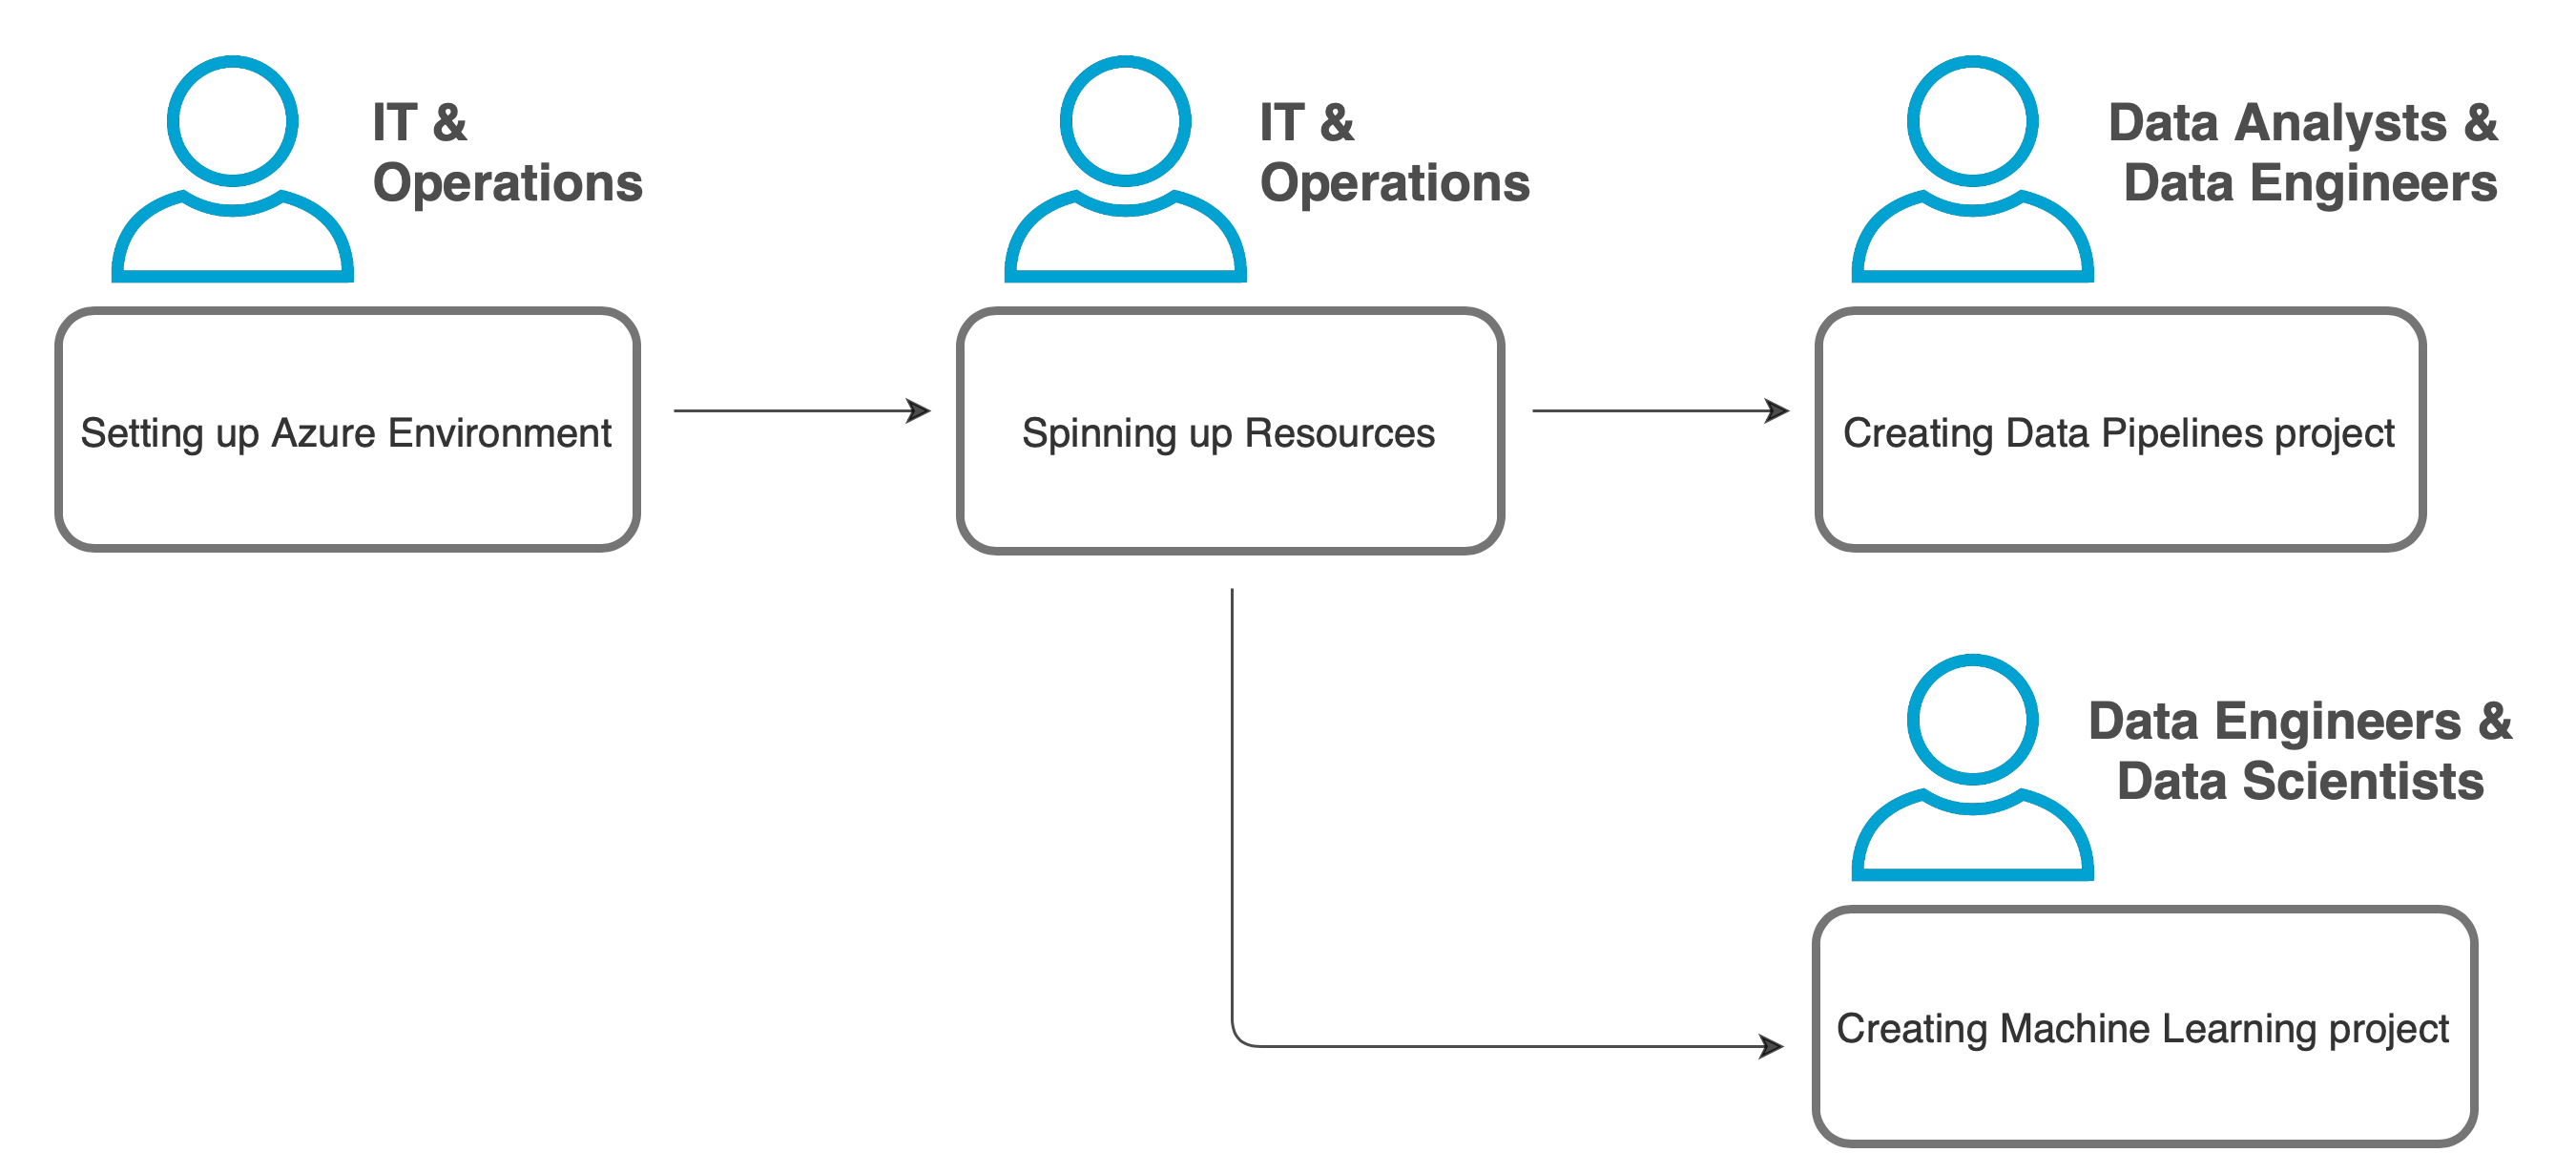 IT &
Operations
Setting up Azure Environment
IT &
Operations
Spinning up Resources
Data Analysts &
Data Engineers
Creating Data Pipelines project
Data Engineers &
Data Scientists
Creating Machine Learning project